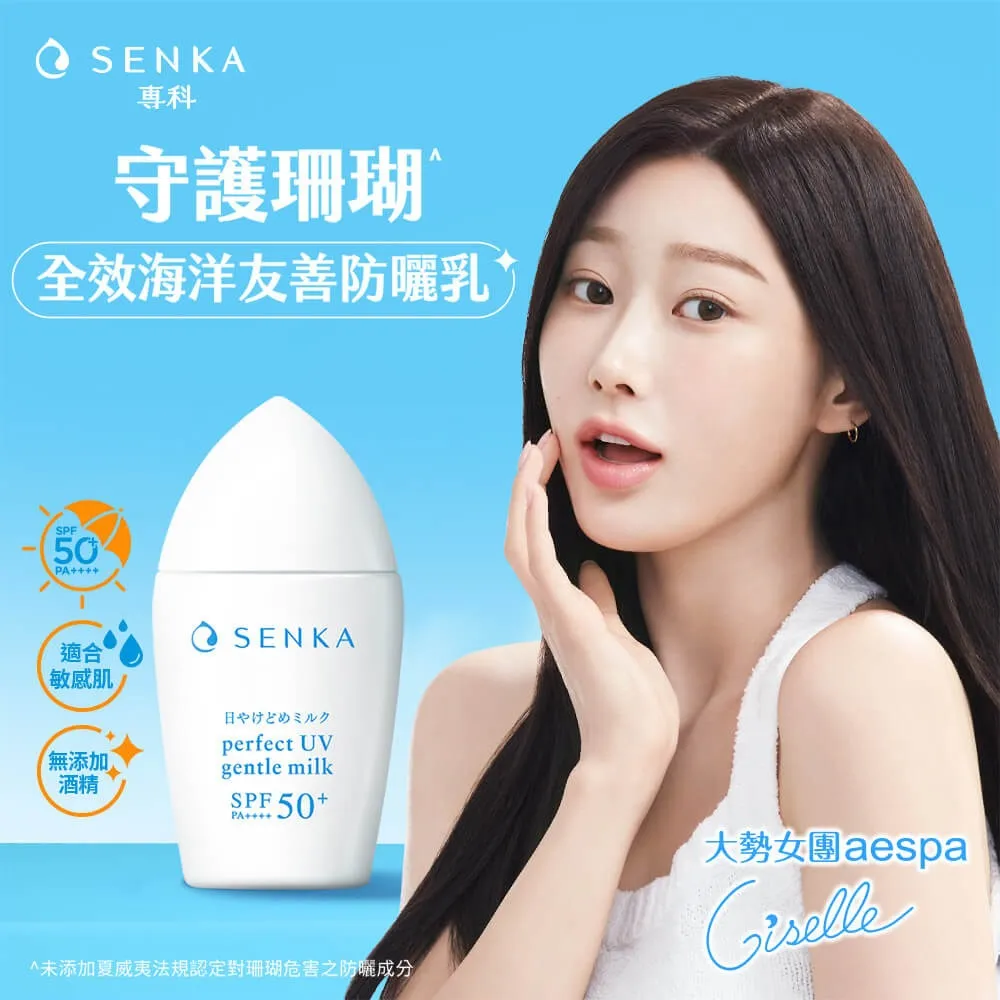 SENKA
専科
守護珊瑚^
全效海洋友善防曬乳
SPF
50+
PA++++
適合
敏感肌
無添加
酒精
SENKA
日やけどめミルク
perfect UV
gentle milk
SPF 50+
PA++++
大勢女團aespa
Giselle
^未添加夏威夷法規認定對珊瑚危害之防曬成分